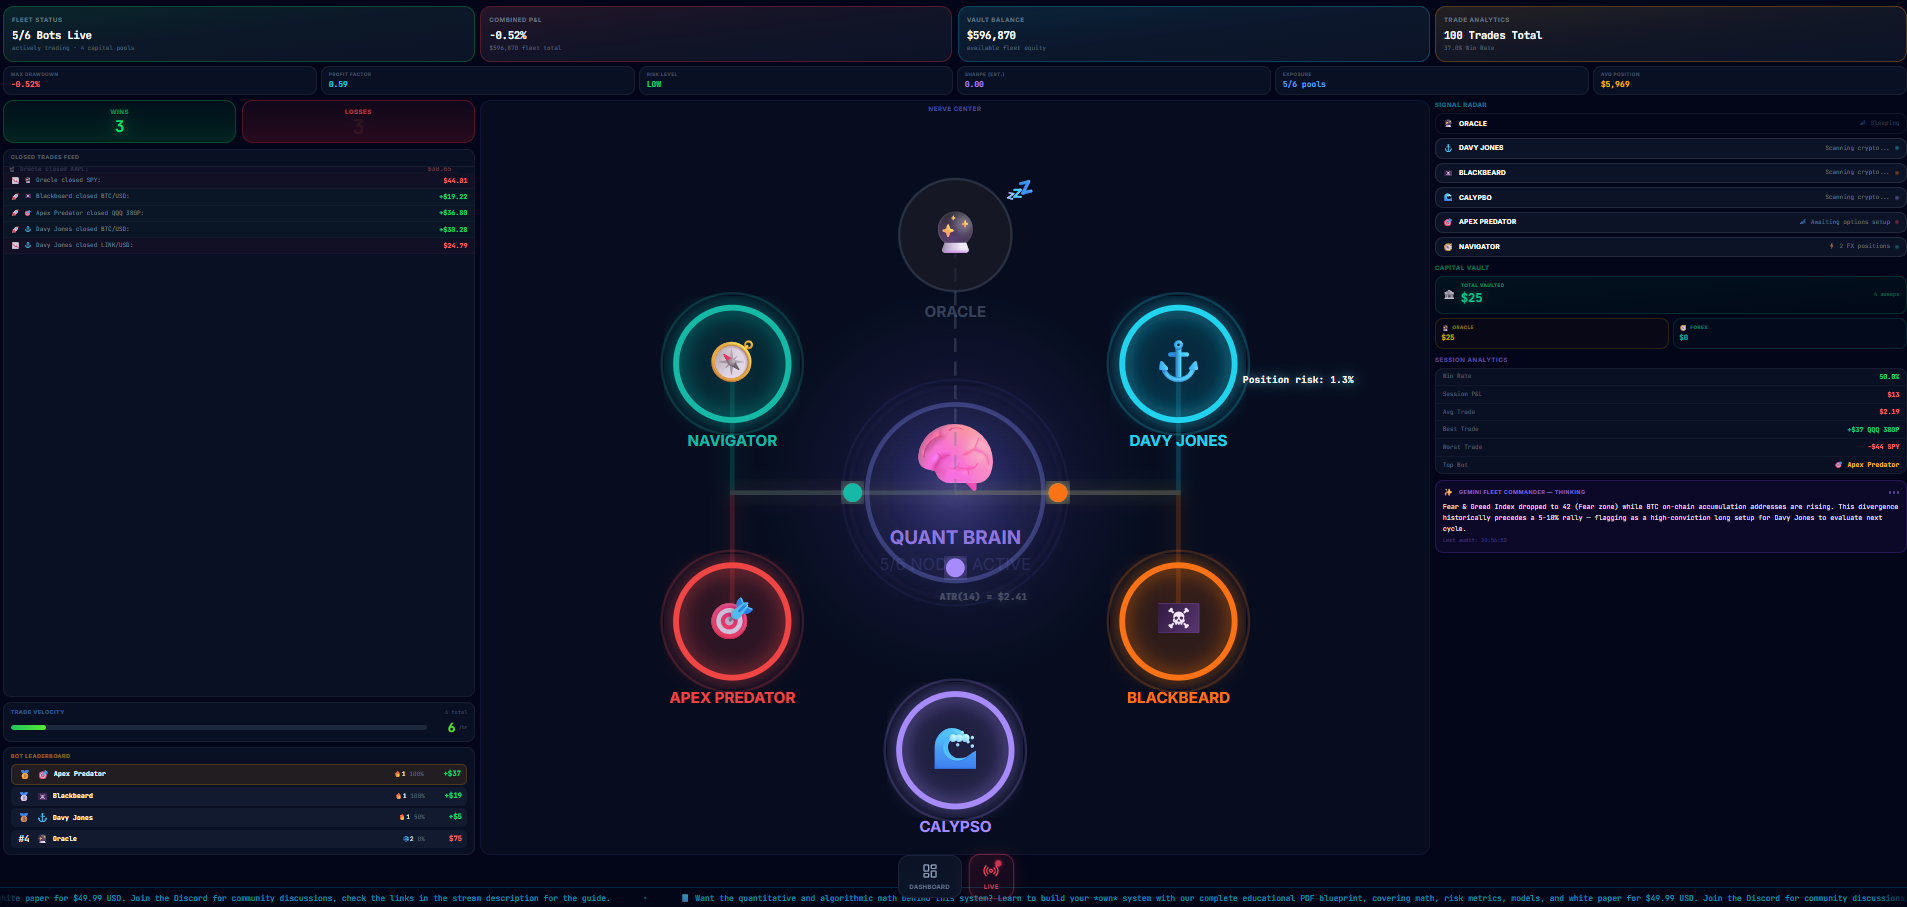 FLEET STATUS
5/6 Bots Live
actively trading - 4 capital pools
COMBINED P&L
-0.52%
$596,870 fleet total
VAULT BALANCE
$596,870
available fleet equity
TRADE ANALYTICS
100 Trades Total
37.0% Win Rate
MAX DRAWDOWN
-0.52%
PROFIT FACTOR
0.59
RISK LEVEL
LOW
SHARPE (EST.)
0.00
EXPOSURE
5/6 pools
AVG POSITION
$5,969
WINS
3
LOSSES
3
CLOSED TRADES FEED
Oracle closed SPY: $44.01
Blackbeard closed BTC/USD: +$19.22
Apex Predator closed QQQ 380P: +$36.80
Davy Jones closed BTC/USD: +$30.28
Davy Jones closed LINK/USD: $24.79
TRADE VELOCITY
6
BOT LEADERBOARD
Apex Predator 1 100% +$37
Blackbeard 1 100% +$19
Davy Jones 1 50% +$5
#4 Oracle 2 0% $75
NERVE CENTER
ORACLE
NAVIGATOR
DAVY JONES
Position risk: 1.3%
QUANT BRAIN
ACTIVE
ATR(14) = $2.41
APEX PREDATOR
BLACKBEARD
CALYPSO
SIGNAL RADAR
ORACLE Sleeping
DAVY JONES Scanning crypto...
BLACKBEARD Scanning crypto...
CALYPSO Scanning crypto...
APEX PREDATOR Awaiting options setup
NAVIGATOR 2 FX positions
CAPITAL VAULT
TOTAL VAULTED
$25
ORACLE
$25
FOREX
$0
SESSION ANALYTICS
Win Rate 50.0%
Session P&L $13
Avg Trade $2.19
Best Trade +$37 QQQ 380P
Worst Trade -$44 SPY
Top Bot Apex Predator
GEMINI FLEET COMMANDER — THINKING
Fear & Greed Index dropped to 42 (Fear zone) while BTC on-chain accumulation addresses are rising. This divergence
historically precedes a 5-10% rally — flagging as a high-conviction long setup for Davy Jones to evaluate next
cycle.
DASHBOARD
LIVE
paper for $49.99 USD. Join the Discord for community discussions, check the links in the stream description for the guide. • Want the quantitative and algorithmic math behind this system? Learn to build your *own* system with our complete educational PDF blueprint, covering math, risk metrics, models, and white paper for $49.99 USD. Join the Discord for community discussions